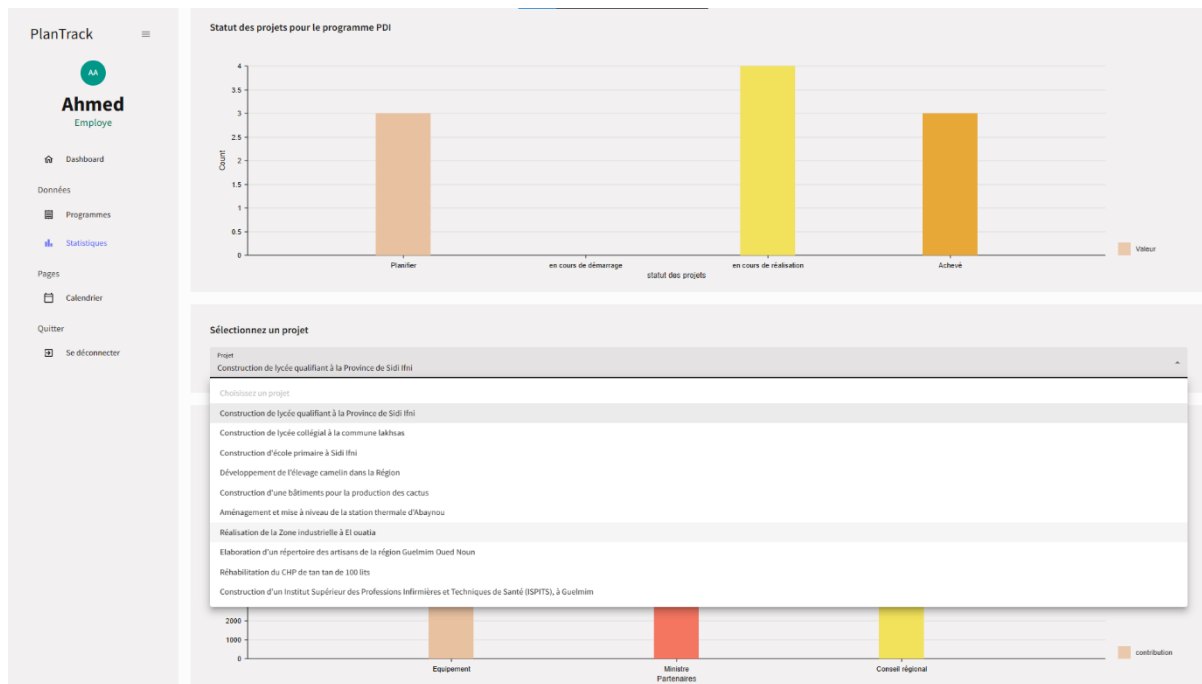 PlanTrack
AA
Ahmed
Employe
Dashboard
Données
Programmes
Statistiques
Pages
Calendrier
Quitter
Se déconnecter
Statut des projets pour le programme PDI
4
3.5
3
2.5
2
1.5
1
0.5
0
Count
Planifier
en cours de démarrage
en cours de réalisation
Achevé
statut des projets
Valeur
Sélectionnez un projet
Projet
Construction de lycée qualifiant à la Province de Sidi Ifni
Choisissez un projet
Construction de lycée qualifiant à la Province de Sidi Ifni
Construction de lycée collégial à la commune lakhsas
Construction d'école primaire à Sidi Ifni
Développement de l'élevage camelin dans la Région
Construction d'une bâtiments pour la production des cactus
Aménagement et mise à niveau de la station thermale d'Abaynou
Réalisation de la Zone industrielle à El ouatia
Elaboration d'un répertoire des artisans de la région Guelmim Oued Noun
Réhabilitation du CHP de tan tan de 100 lits
Construction d'un Institut Supérieur des Professions Infirmières et Techniques de Santé (ISPITS), à Guelmim
2000
1000
0
Equipement
Ministre
Conseil régional
Partenaires
contribution